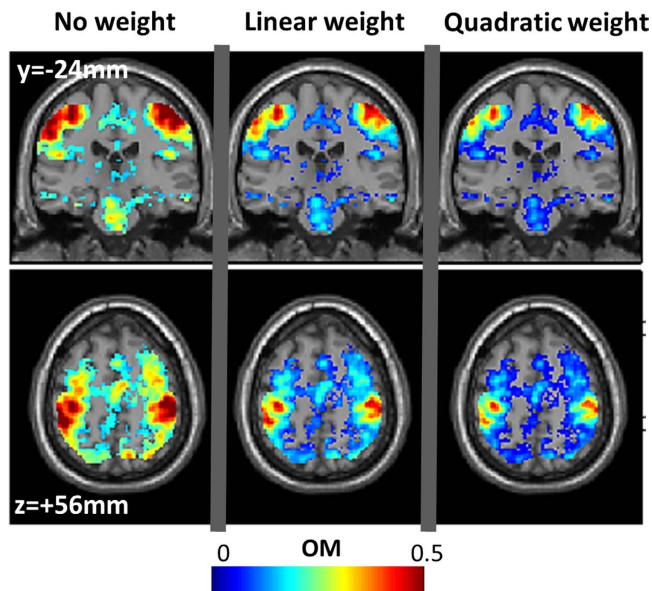 No weight Linear weight Quadratic weight
y=-24mm
z=+56mm
OM
0 0.5